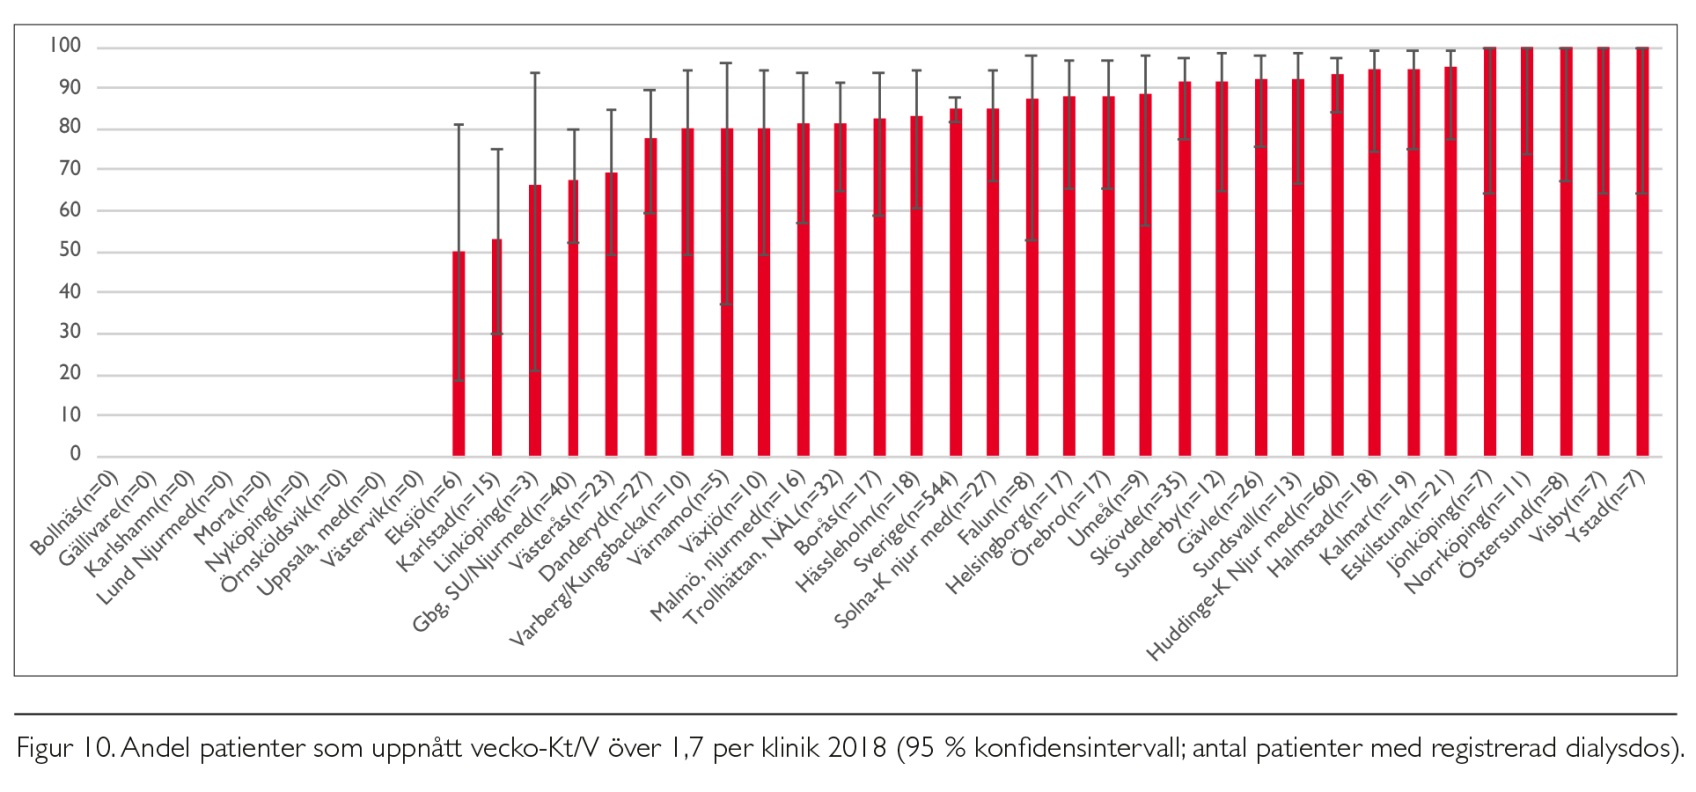 100
90
80
70
60
50
40
30
20
10
0
Bollnäs(n=0)
Gällivare(n=0)
Karlshamn(n=0)
Lund Njurmed(n=0)
Mora(n=0)
Nyköping(n=0)
Örnsköldsvik(n=0)
Uppsala, med(n=0)
Västervik(n=0)
Eksjö(n=6)
Karlstad(n=15)
Linköping(n=3)
Gbg, SU/Njurmed(n=40)
Västerås(n=23)
Danderyd(n=27)
Varberg/Kungsbacka(n=10)
Värnamo(n=5)
Växjö(n=10)
Malmö, njurmed(n=16)
Trollhättan, NÄL(n=32)
Borås(n=17)
Hässleholm(n=18)
Sverige(n=544)
Solna-K njur med(n=27)
Falun(n=8)
Helsingborg(n=17)
Örebro(n=17)
Umeå(n=9)
Skövde(n=35)
Sunderby(n=12)
Gävle(n=26)
Sundsvall(n=13)
Huddinge-K Njur med(n=60)
Halmstad(n=18)
Kalmar(n=19)
Eskilstuna(n=21)
Jönköping(n=7)
Norrköping(n=11)
Östersund(n=8)
Visby(n=7)
Ystad(n=7)
Figur 10. Andel patienter som uppnått vecko-Kt/V över 1,7 per klinik 2018 (95 % konfidensintervall; antal patienter med registrerad dialysdos).